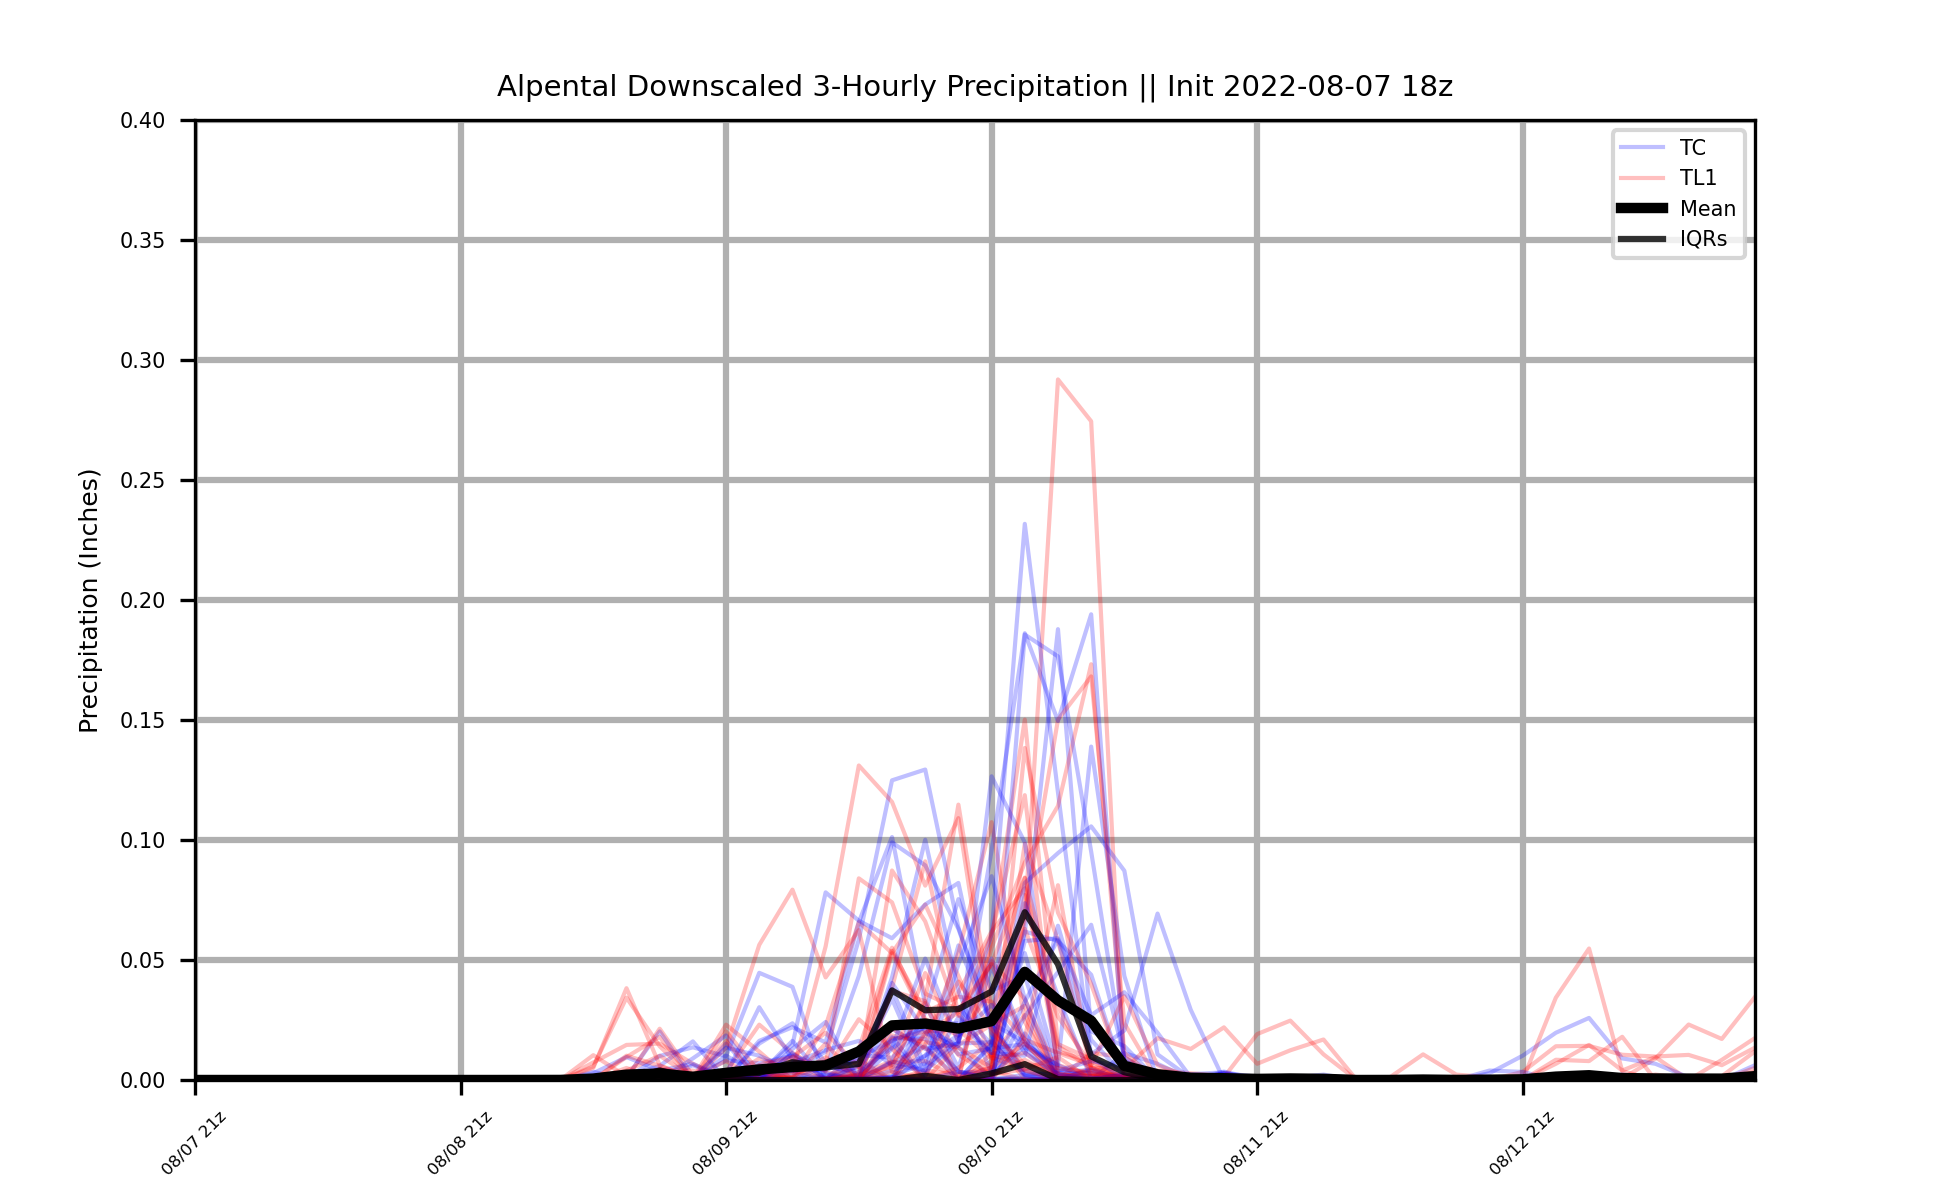 Alpental Downscaled 3-Hourly Precipitation || Init 2022-08-07 18z
0.40
0.35
0.30
0.25
0.20
0.15
0.10
0.05
0.00
Precipitation (Inches)
TC
TL1
Mean
IQRs
08/07 21z
08/08 21z
08/09 21z
08/10 21z
08/11 21z
08/12 21z